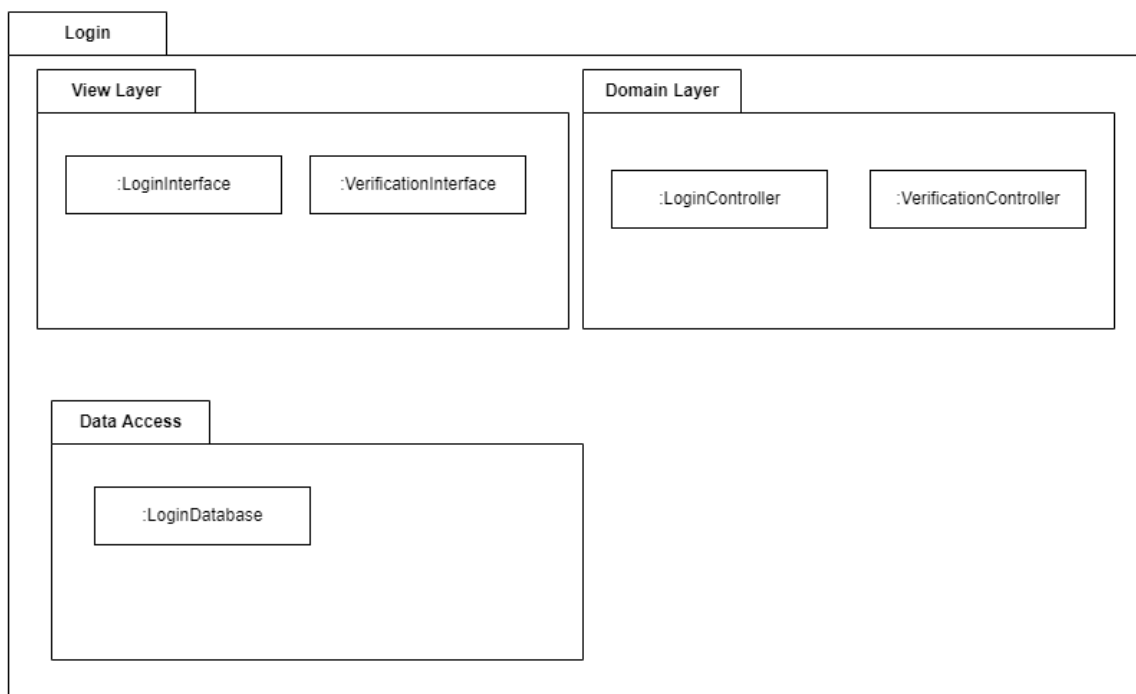 Login
View Layer
Domain Layer
:LoginInterface
:VerificationInterface
:LoginController
:VerificationController
Data Access
:LoginDatabase